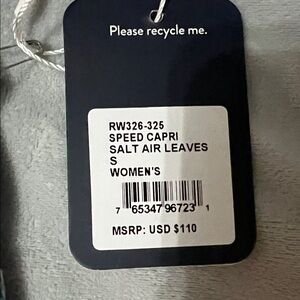 Please recycle me.
RW326-325
SPEED CAPRI
SALT AIR LEAVES
S
WOMEN'S
7 65347 96723 1
MSRP: USD $110